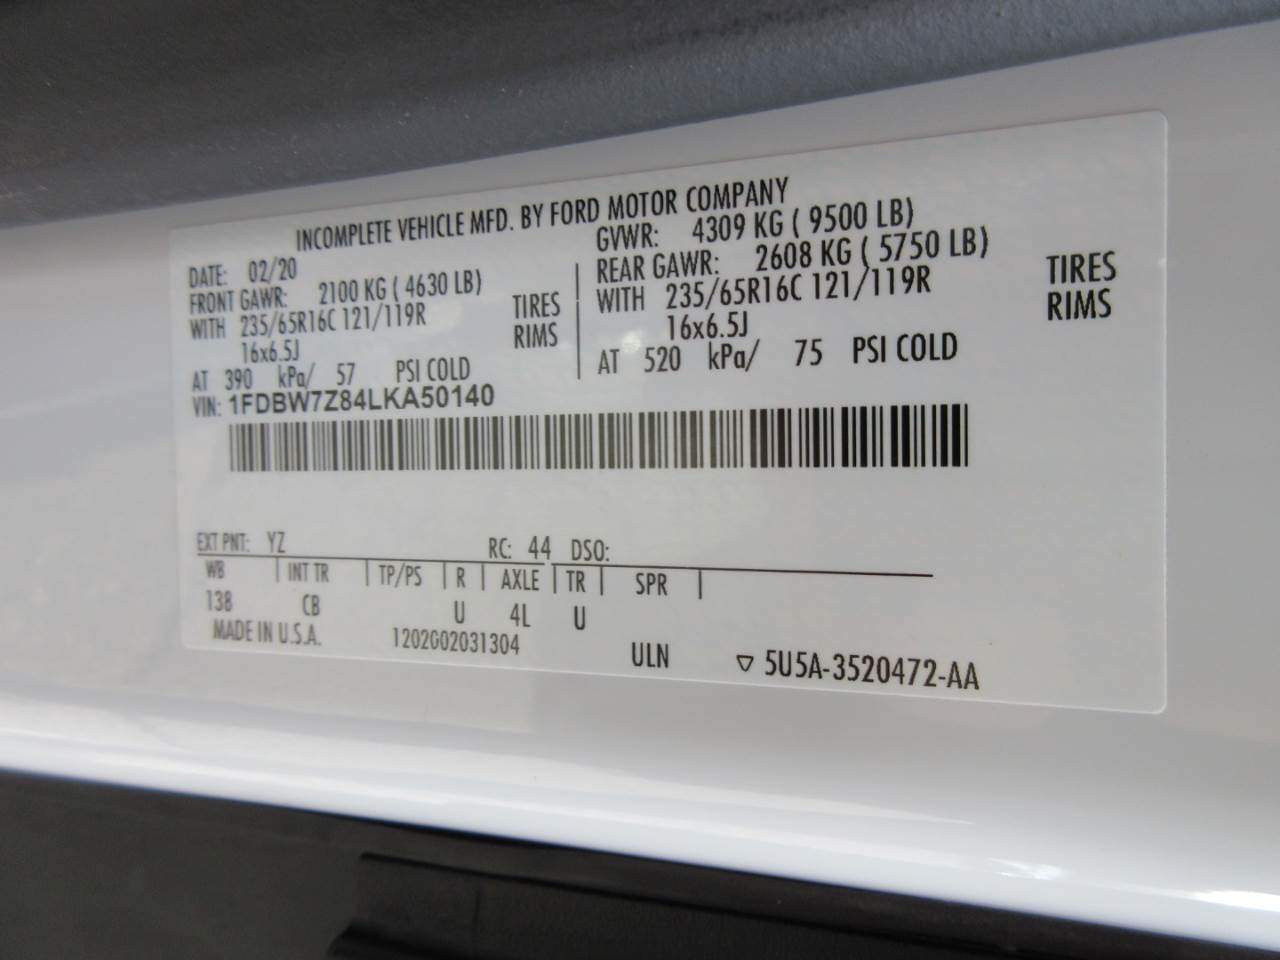 INCOMPLETE VEHICLE MFD. BY FORD MOTOR COMPANY
DATE: 02/20 GVWR: 4309 KG ( 9500 LB)
FRONT GAWR: 2100 KG ( 4630 LB) REAR GAWR: 2608 KG ( 5750 LB)
WITH 235/65R16C 121/119R TIRES WITH 235/65R16C 121/119R TIRES
16x6.5J RIMS 16x6.5J RIMS
AT 390 kPa/ 57 PSI COLD AT 520 kPa/ 75 PSI COLD
VIN: 1FDBW7Z84LKA50140
EXT PNT: YZ RC: 44 DSO:
WB INT TR TP/PS R AXLE TR SPR
138 CB U 4L U
MADE IN U.S.A. 1202002031304 ULN ▽ 5U5A-3520472-AA